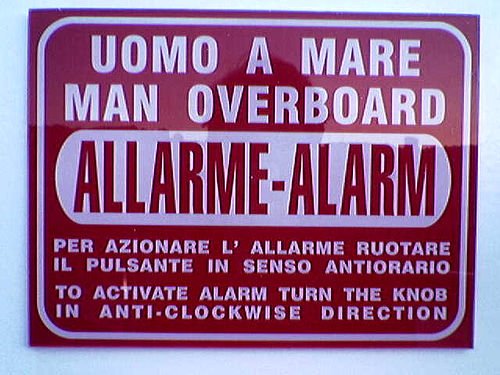 UOMO A MARE
MAN OVERBOARD
ALLARME-ALARM
PER AZIONARE L' ALLARME RUOTARE
IL PULSANTE IN SENSO ANTIORARIO
TO ACTIVATE ALARM TURN THE KNOB
IN ANTI-CLOCKWISE DIRECTION